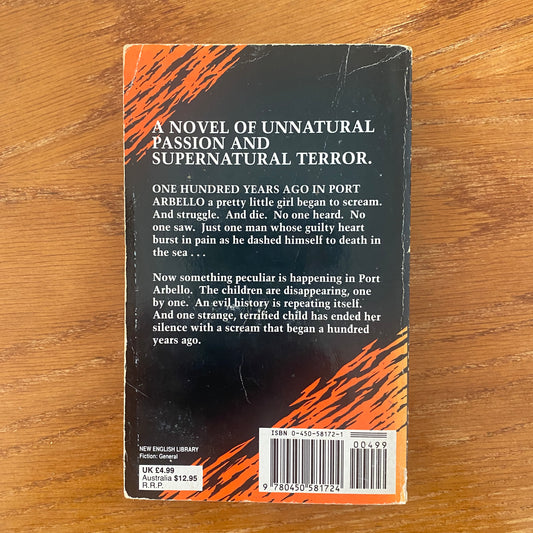 A NOVEL OF UNNATURAL
PASSION AND
SUPERNATURAL TERROR.
ONE HUNDRED YEARS AGO IN PORT
ARBELLO a pretty little girl began to scream.
And struggle. And die. No one heard. No
one saw. Just one man whose guilty heart
burst in pain as he dashed himself to death in
the sea . . .
Now something peculiar is happening in Port
Arbello. The children are disappearing, one
by one. An evil history is repeating itself.
And one strange, terrified child has ended her
silence with a scream that began a hundred
years ago.
ISBN 0-450-58172-1
00499
9 780450 581724
NEW ENGLISH LIBRARY
Fiction: General
UK £4.99
Australia $12.95
R.R.P.